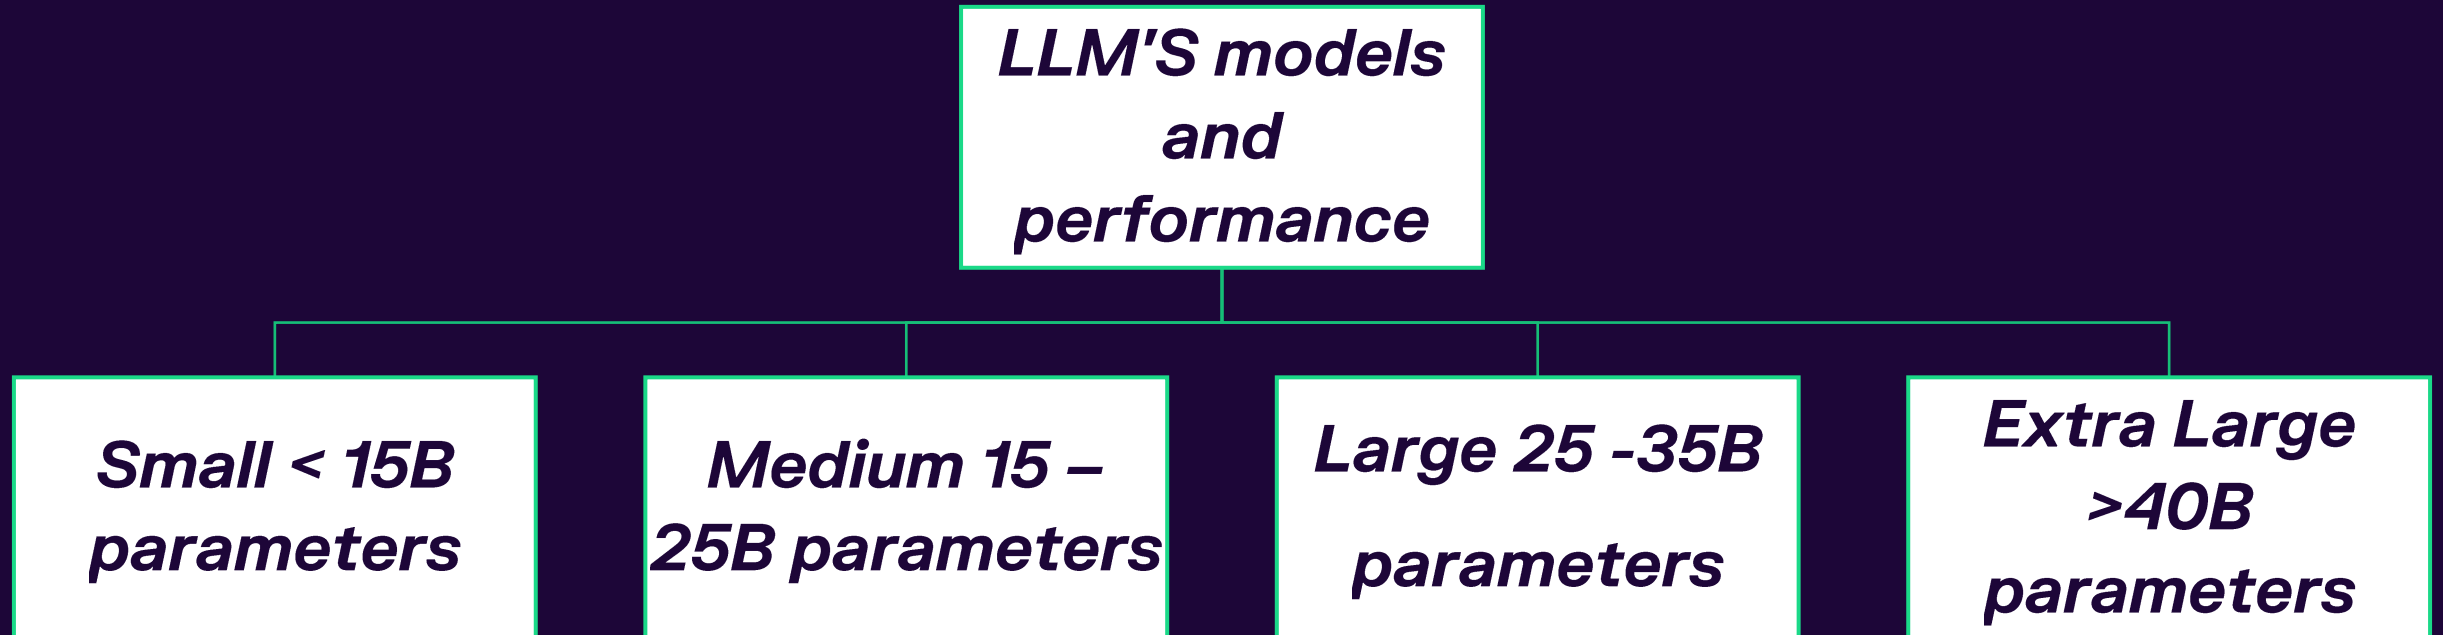 LLM'S models
and
performance
Small < 15B
parameters
Medium 15 –
25B parameters
Large 25 -35B
parameters
Extra Large
>40B
parameters